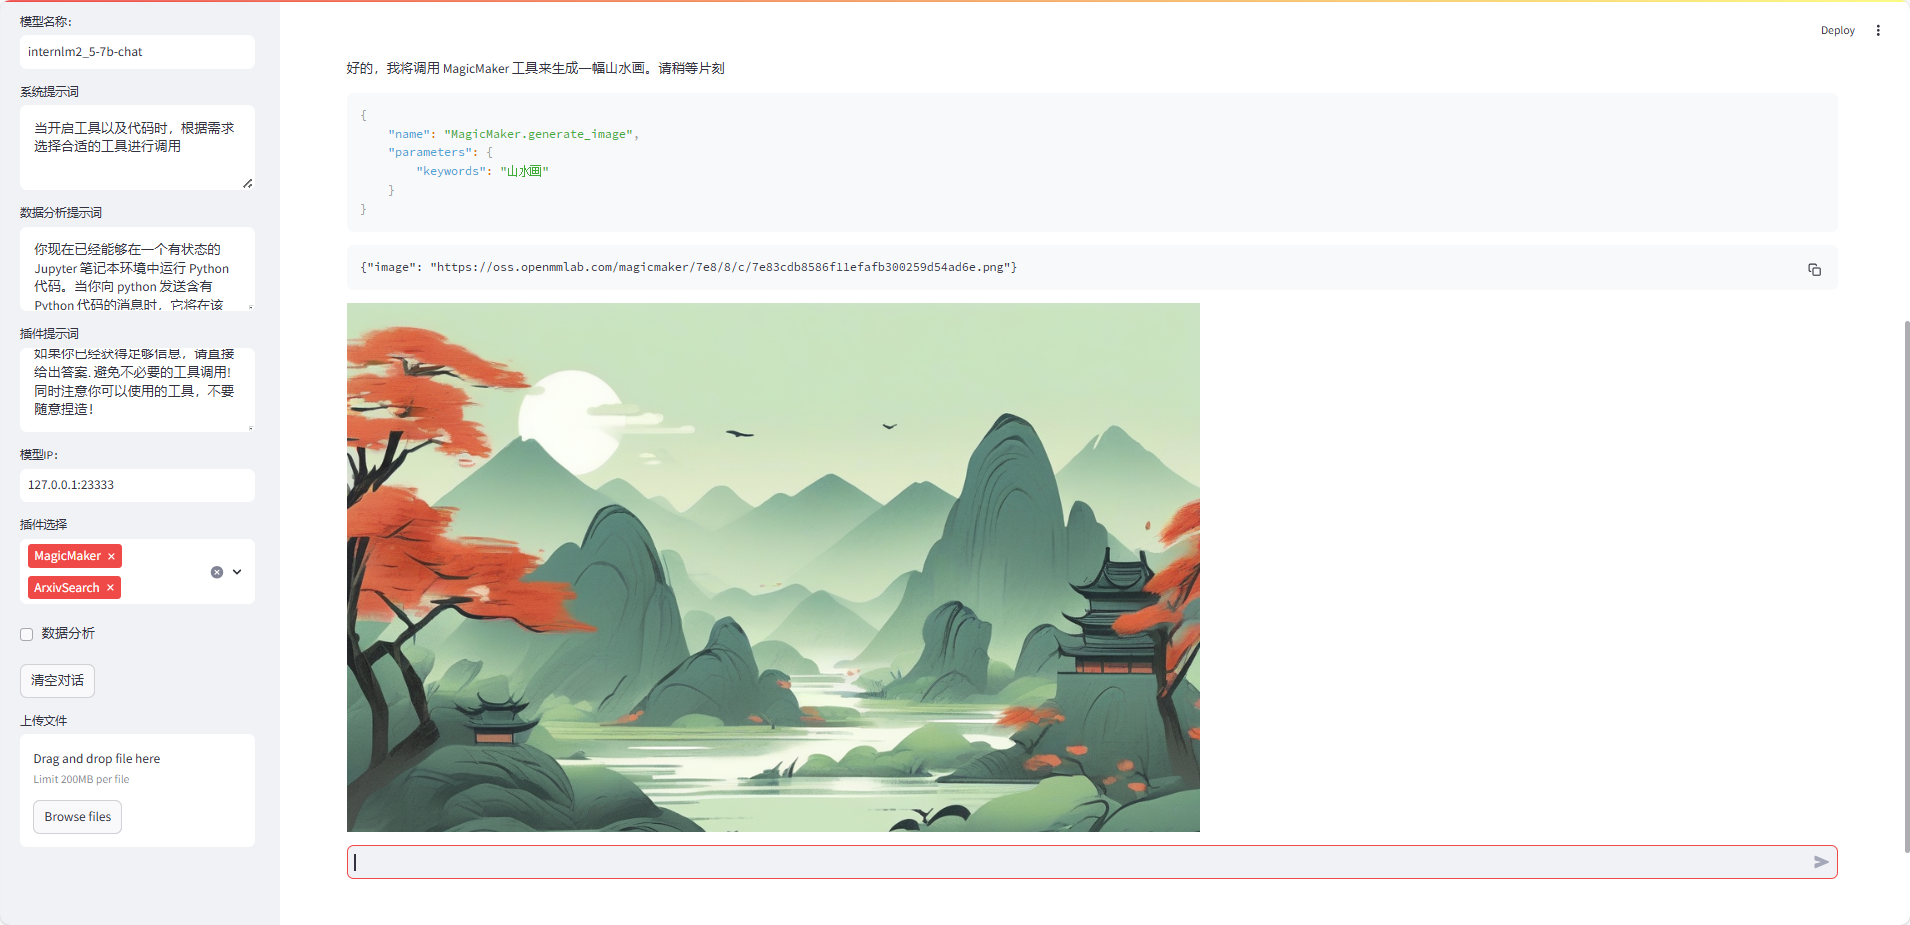 模型名称：
internlm2_5-7b-chat
系统提示词
当开启工具以及代码时，根据需求
选择合适的工具进行调用
数据分析提示词
你现在已经能够在一个有状态的
Jupyter 笔记本环境中运行 Python
代码。当你向 python 发送含有
Python 代码的消息时，它将在该
插件提示词
如果你已经获得足够信息，请直接
给出答案. 避免不必要的工具调用!
同时注意你可以使用的工具，不要
随意捏造！
模型IP：
127.0.0.1:23333
插件选择
MagicMaker
ArxivSearch
数据分析
清空对话
上传文件
Drag and drop file here
Limit 200MB per file
Browse files
Deploy
好的，我将调用 MagicMaker 工具来生成一幅山水画。请稍等片刻
{
"name": "MagicMaker.generate_image",
"parameters": {
"keywords": "山水画"
}
}
{"image": "https://oss.openmmlab.com/magicmaker/7e8/8/c/7e83cdb8586f11efafb300259d54ad6e.png"}